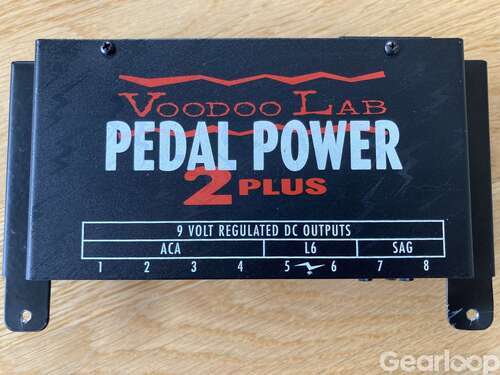 VOODOO LAB
PEDAL POWER
2 PLUS
9 VOLT REGULATED DC OUTPUTS
ACA L6 SAG
1 2 3 4 5 6 7 8
Gearloop